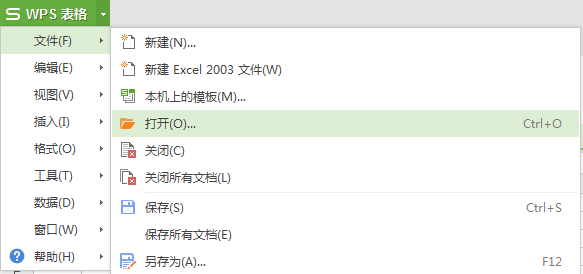 WPS 表格
文件(F)
编辑(E)
视图(V)
插入(I)
格式(O)
工具(T)
数据(D)
窗口(W)
帮助(H)
新建(N)...
新建 Excel 2003 文件(W)
本机上的模板(M)...
打开(O)... Ctrl+O
关闭(C)
关闭所有文档(L)
保存(S) Ctrl+S
保存所有文档(E)
另存为(A)... F12